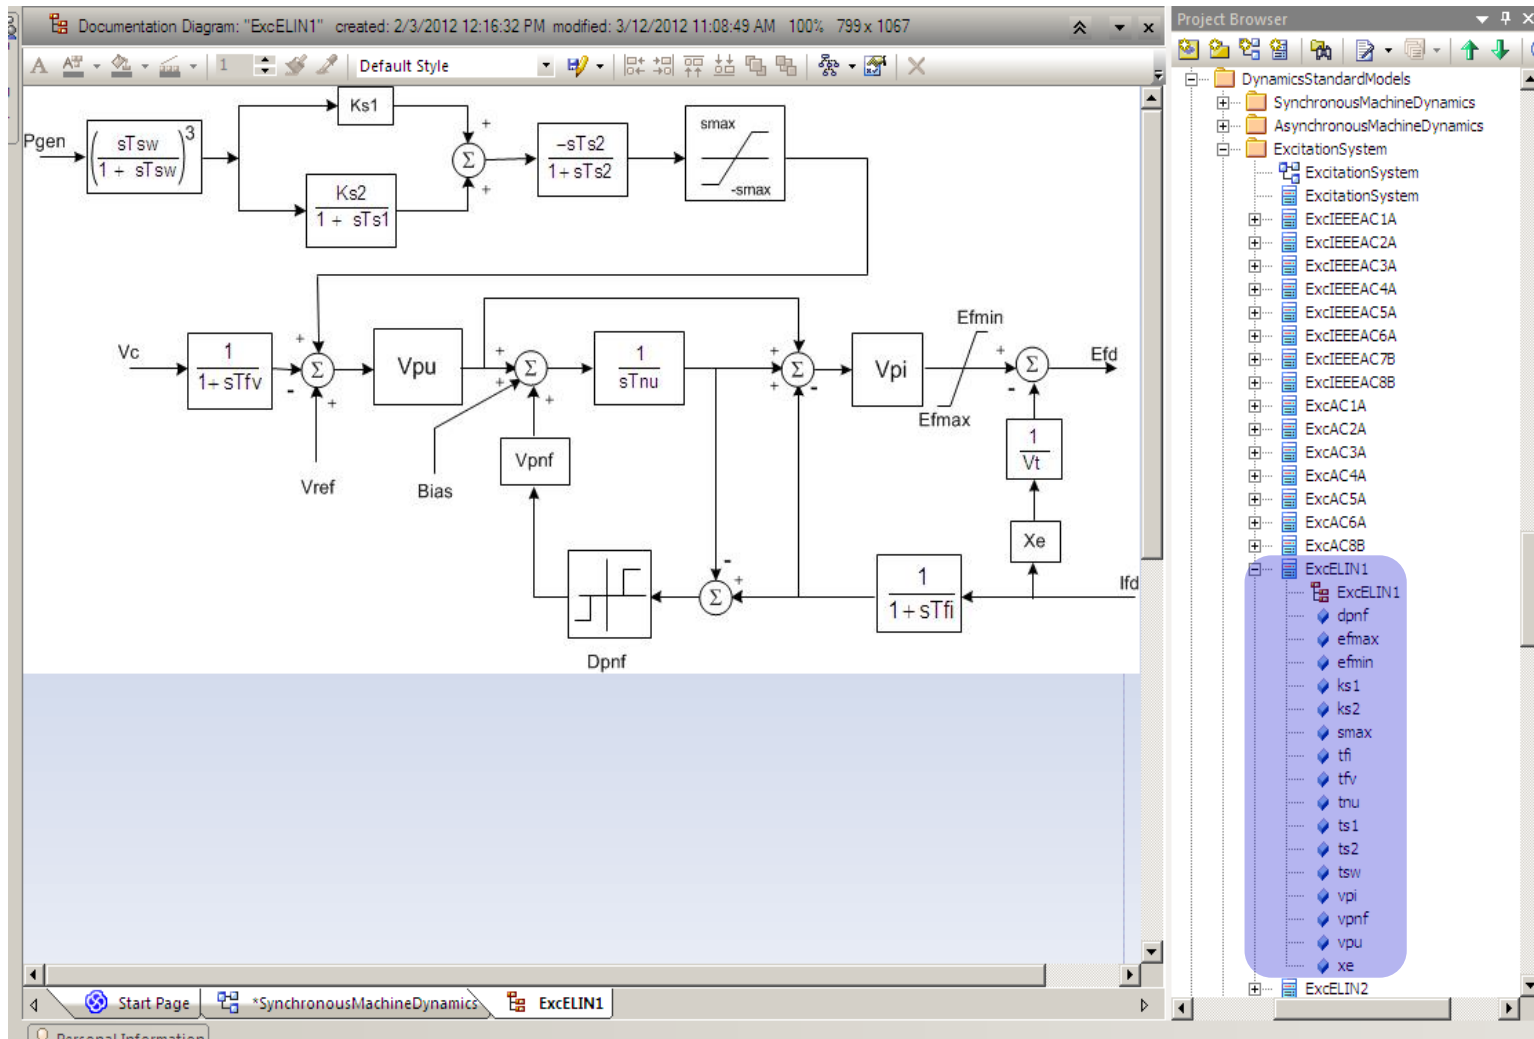 Documentation Diagram: "ExcELIN1" created: 2/3/2012 12:16:32 PM modified: 3/12/2012 11:08:49 AM 100% 799 x 1067
A 1 Default Style
Pgen
( sTsw / 1 + sTsw ) 3
Ks1
Ks2
1 + sTs1
+
Σ
+
-sTs2
1+sTs2
smax
-smax
Vc
1
1+ sTfv
+
Σ
-
+
Vref
Vpu
Bias
+
+
Σ
+
1
sTnu
+
+
+
Σ
-
Vpi
Efmin
Efmax
+
Σ
-
Efd
1
Vt
Xe
Vpnf
Dpnf
-
Σ
+
1
1+sTfi
Ifd
Start Page
*SynchronousMachineDynamics
ExcELIN1
Personal Information
Project Browser
DynamicsStandardModels
SynchronousMachineDynamics
AsynchronousMachineDynamics
ExcitationSystem
ExcitationSystem
ExcitationSystem
ExcIEEEAC1A
ExcIEEEAC2A
ExcIEEEAC3A
ExcIEEEAC4A
ExcIEEEAC5A
ExcIEEEAC6A
ExcIEEEAC7B
ExcIEEEAC8B
ExcAC1A
ExcAC2A
ExcAC3A
ExcAC4A
ExcAC5A
ExcAC6A
ExcAC8B
ExcELIN1
ExcELIN1
dpnf
efmax
efmin
ks1
ks2
smax
tfi
tfv
tnu
ts1
ts2
tsw
vpi
vpnf
vpu
xe
ExcELIN2